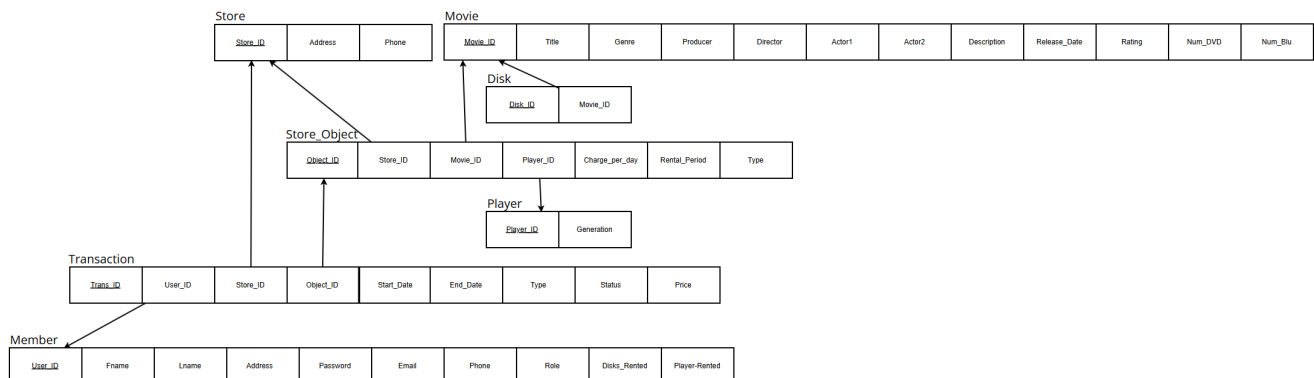 Store Movie
Store_ID Address Phone Movie_ID Title Genre Producer Director Actor1 Actor2 Description Release_Date Rating Num_DVD Num_Blu
Disk
Disk_ID Movie_ID
Store_Object
Object_ID Store_ID Movie_ID Player_ID Charge_per_day Rental_Period Type
Player
Player_ID Generation
Transaction
Trans_ID User_ID Store_ID Object_ID Start_Date End_Date Type Status Price
Member
User_ID Fname Lname Address Password Email Phone Role Disks_Rented Player-Rented